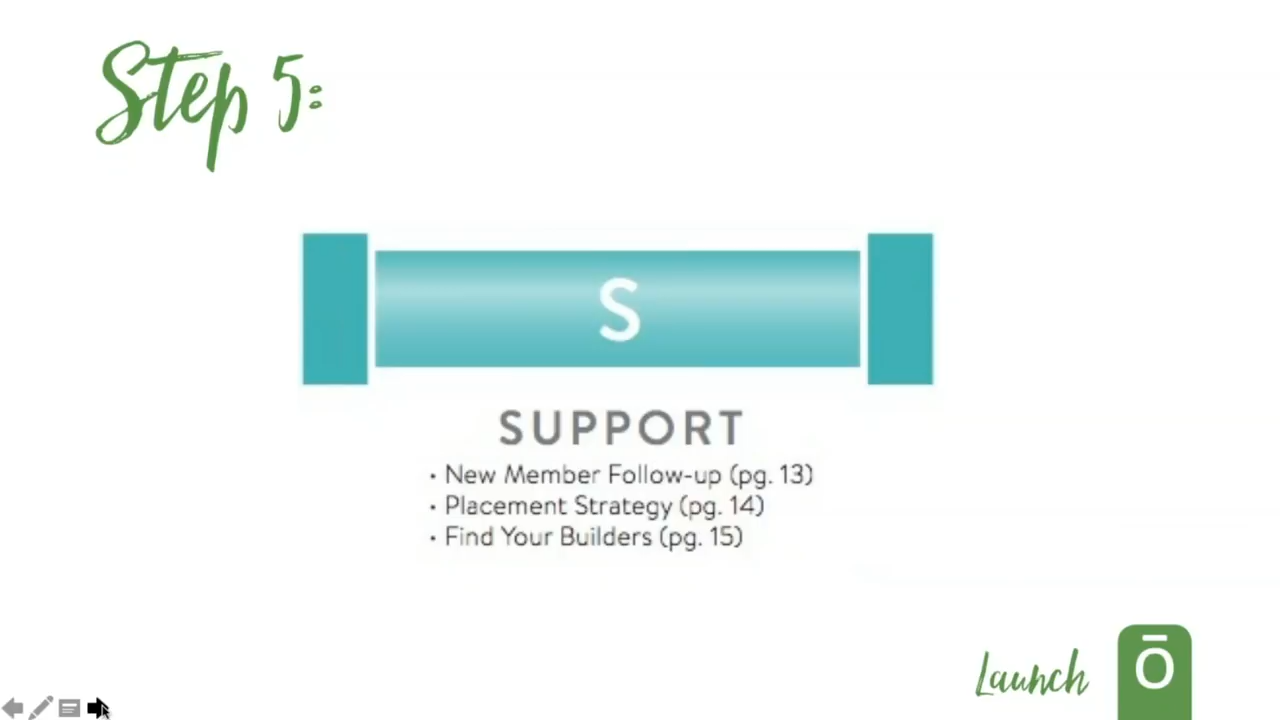 Step 5:
S
SUPPORT
• New Member Follow-up (pg. 13)
• Placement Strategy (pg. 14)
• Find Your Builders (pg. 15)
Launch
Ō